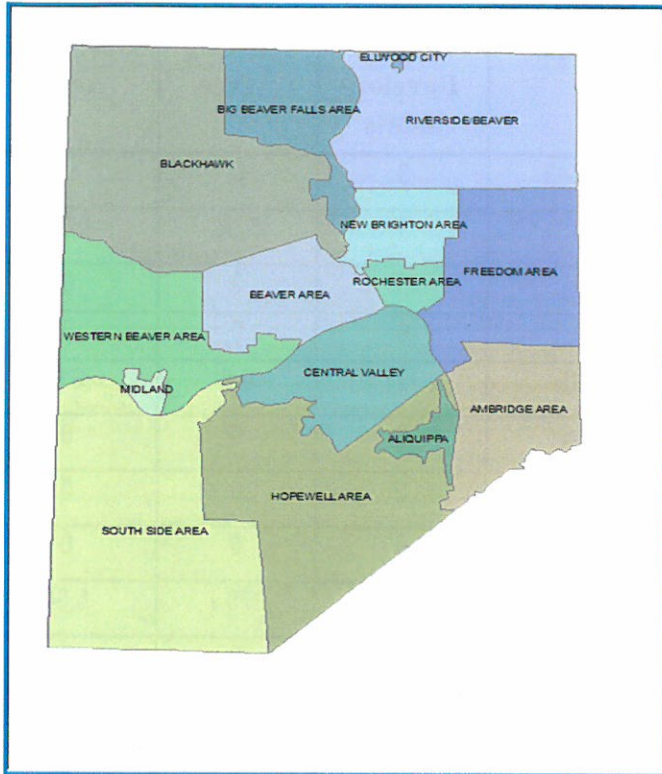 ELLWOOD CITY
BIG BEAVER FALLS AREA
RIVERSIDE/BEAVER
BLACKHAWK
NEW BRIGHTON AREA
FREEDOM AREA
ROCHESTER AREA
BEAVER AREA
WESTERN BEAVER AREA
CENTRAL VALLEY
MIDLAND
AMBRIDGE AREA
ALIQUIPPA
HOPEWELL AREA
SOUTH SIDE AREA